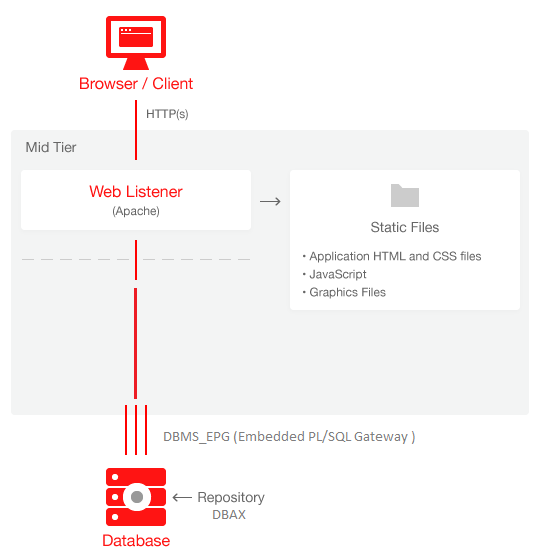 Browser / Client
HTTP(s)
Mid Tier
Web Listener
(Apache)
Static Files
• Application HTML and CSS files
• JavaScript
• Graphics Files
DBMS_EPG (Embedded PL/SQL Gateway )
Repository
DBAX
Database